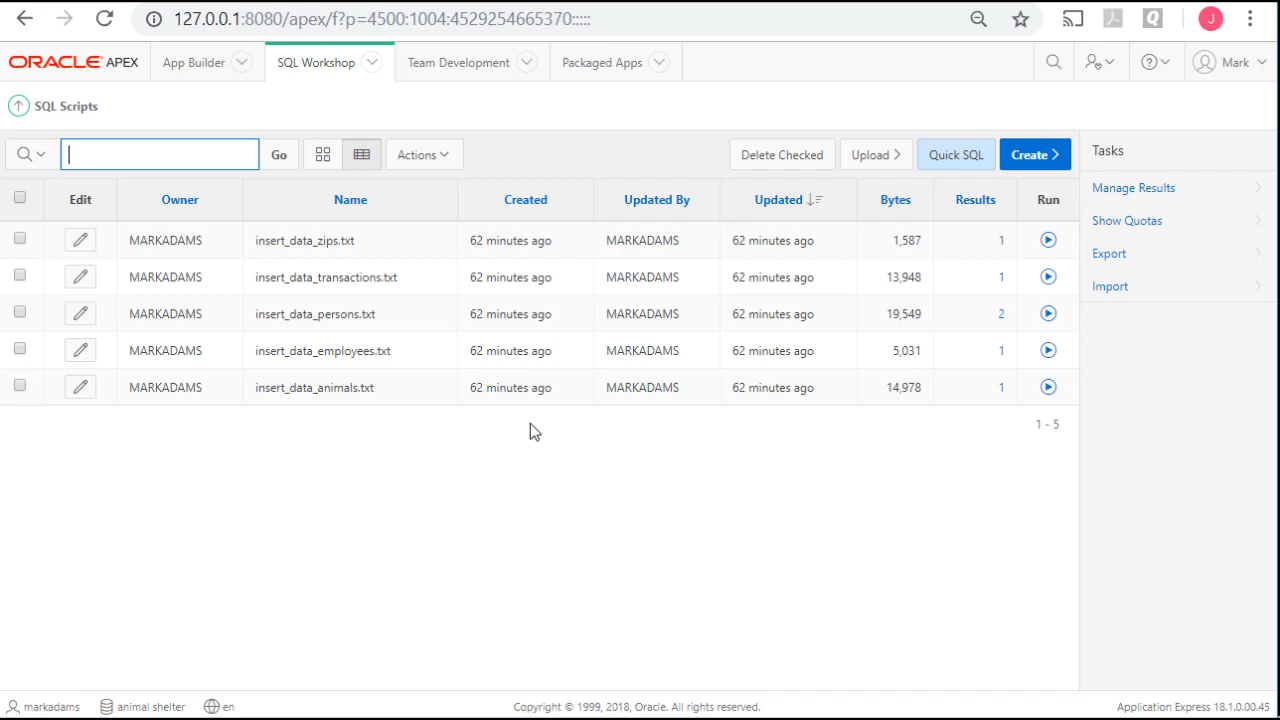 127.0.0.1:8080/apex/f?p=4500:1004:4529254665370:::::
Q
J
ORACLE APEX App Builder SQL Workshop Team Development Packaged Apps Mark
SQL Scripts
Go Actions Delete Checked Upload Quick SQL Create
Tasks
Manage Results
Show Quotas
Export
Import
Edit Owner Name Created Updated By Updated Bytes Results Run
MARKADAMS insert_data_zips.txt 62 minutes ago MARKADAMS 62 minutes ago 1,587 1
MARKADAMS insert_data_transactions.txt 62 minutes ago MARKADAMS 62 minutes ago 13,948 1
MARKADAMS insert_data_persons.txt 62 minutes ago MARKADAMS 62 minutes ago 19,549 2
MARKADAMS insert_data_employees.txt 62 minutes ago MARKADAMS 62 minutes ago 5,031 1
MARKADAMS insert_data_animals.txt 62 minutes ago MARKADAMS 62 minutes ago 14,978 1
1 - 5
markadams animal shelter en Copyright © 1999, 2018, Oracle. All rights reserved. Application Express 18.1.0.00.45